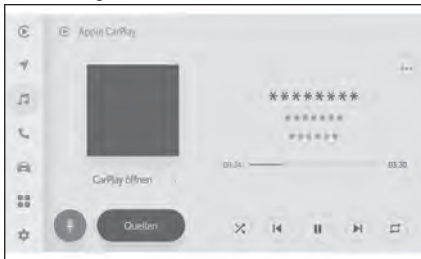 Apple CarPlay
********
*******
******
03:30
CarPlay öffnen
Quellen